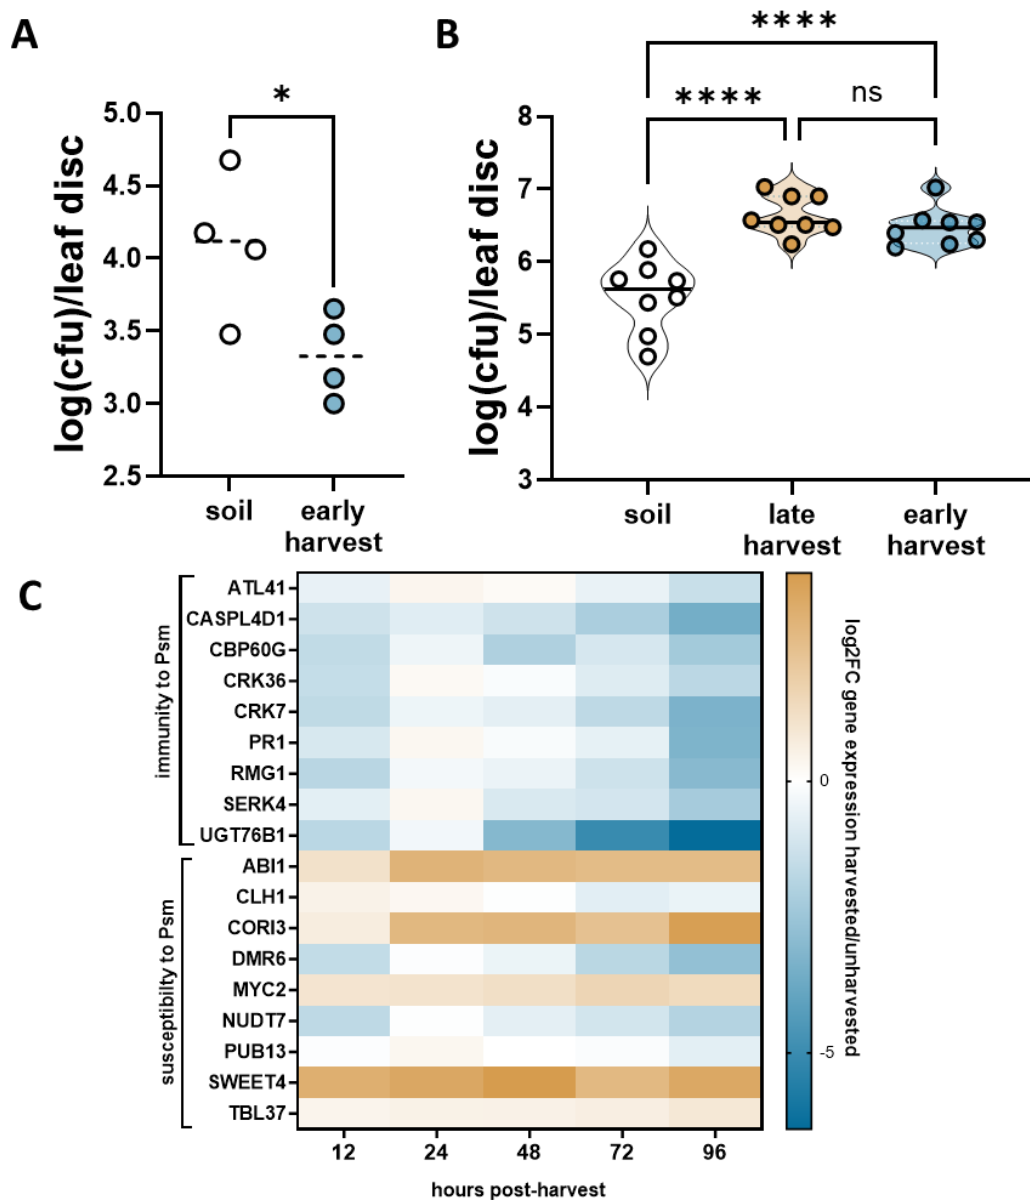 A
B
log(cfu)/leaf disc
5.0
4.5
4.0
3.5
3.0
2.5
*
soil
early
harvest
log(cfu)/leaf disc
8
7
6
5
4
3
****
****
ns
soil
late
harvest
early
harvest
C
immunity to Psm
ATL41
CASPL4D1
CBP60G
CRK36
CRK7
PR1
RMG1
SERK4
UGT76B1
susceptibilty to Psm
ABI1
CLH1
CORI3
DMR6
MYC2
NUDT7
PUB13
SWEET4
TBL37
12
24
48
72
96
hours post-harvest
0
-5
log2FC gene expression harvested/unharvested